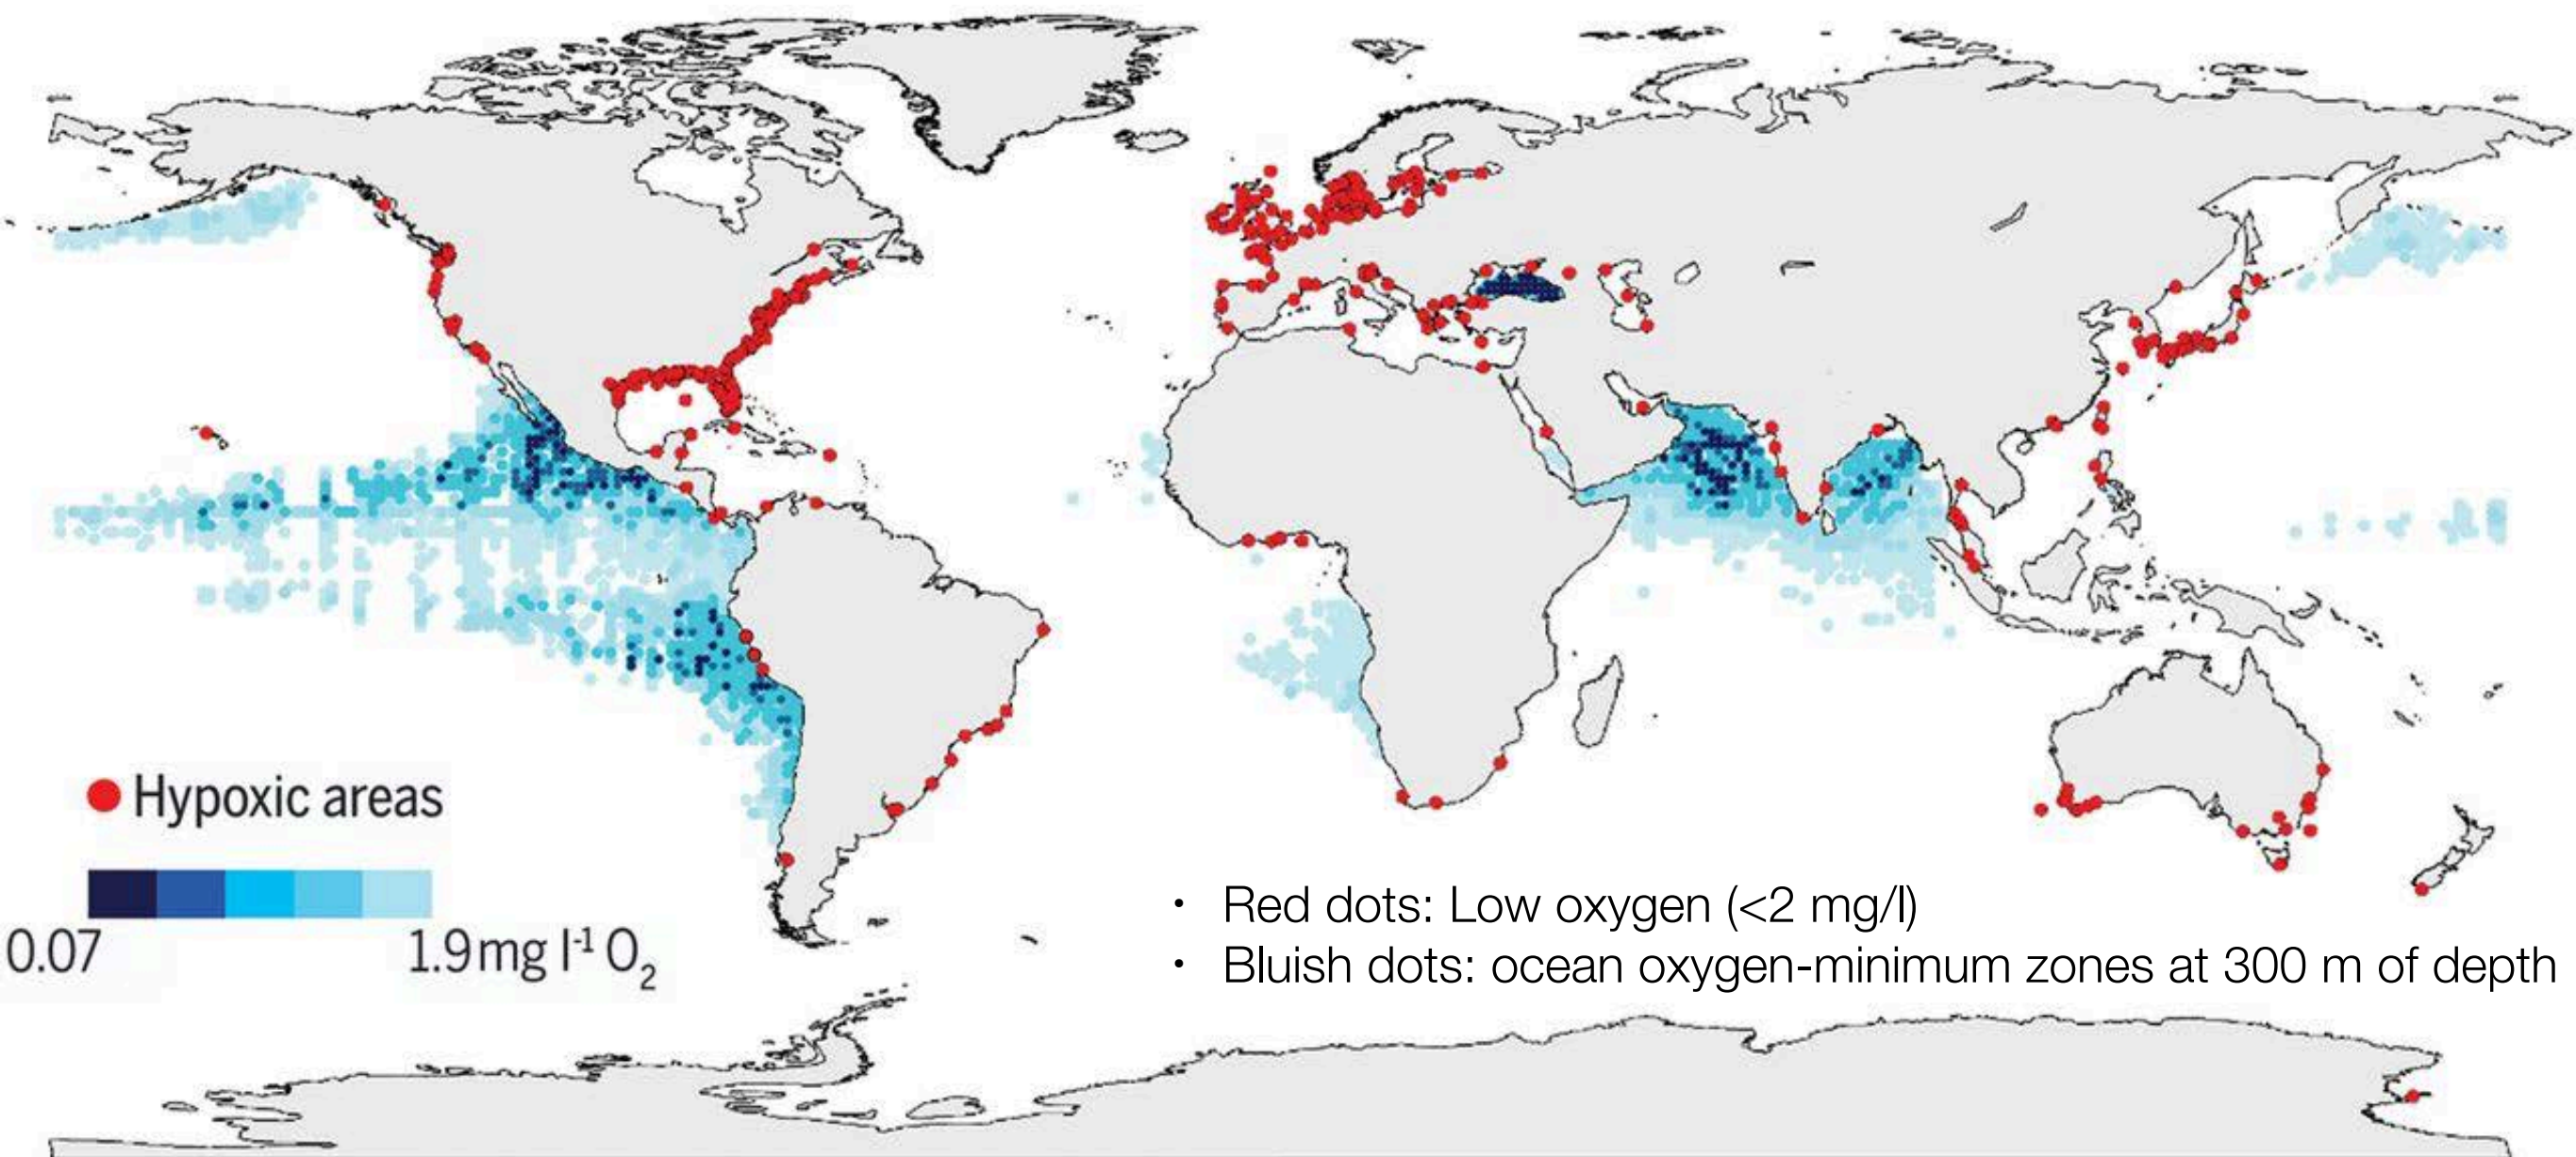 Hypoxic areas
0.07
1.9 mg l⁻¹ O₂
• Red dots: Low oxygen (<2 mg/l)
• Bluish dots: ocean oxygen-minimum zones at 300 m of depth